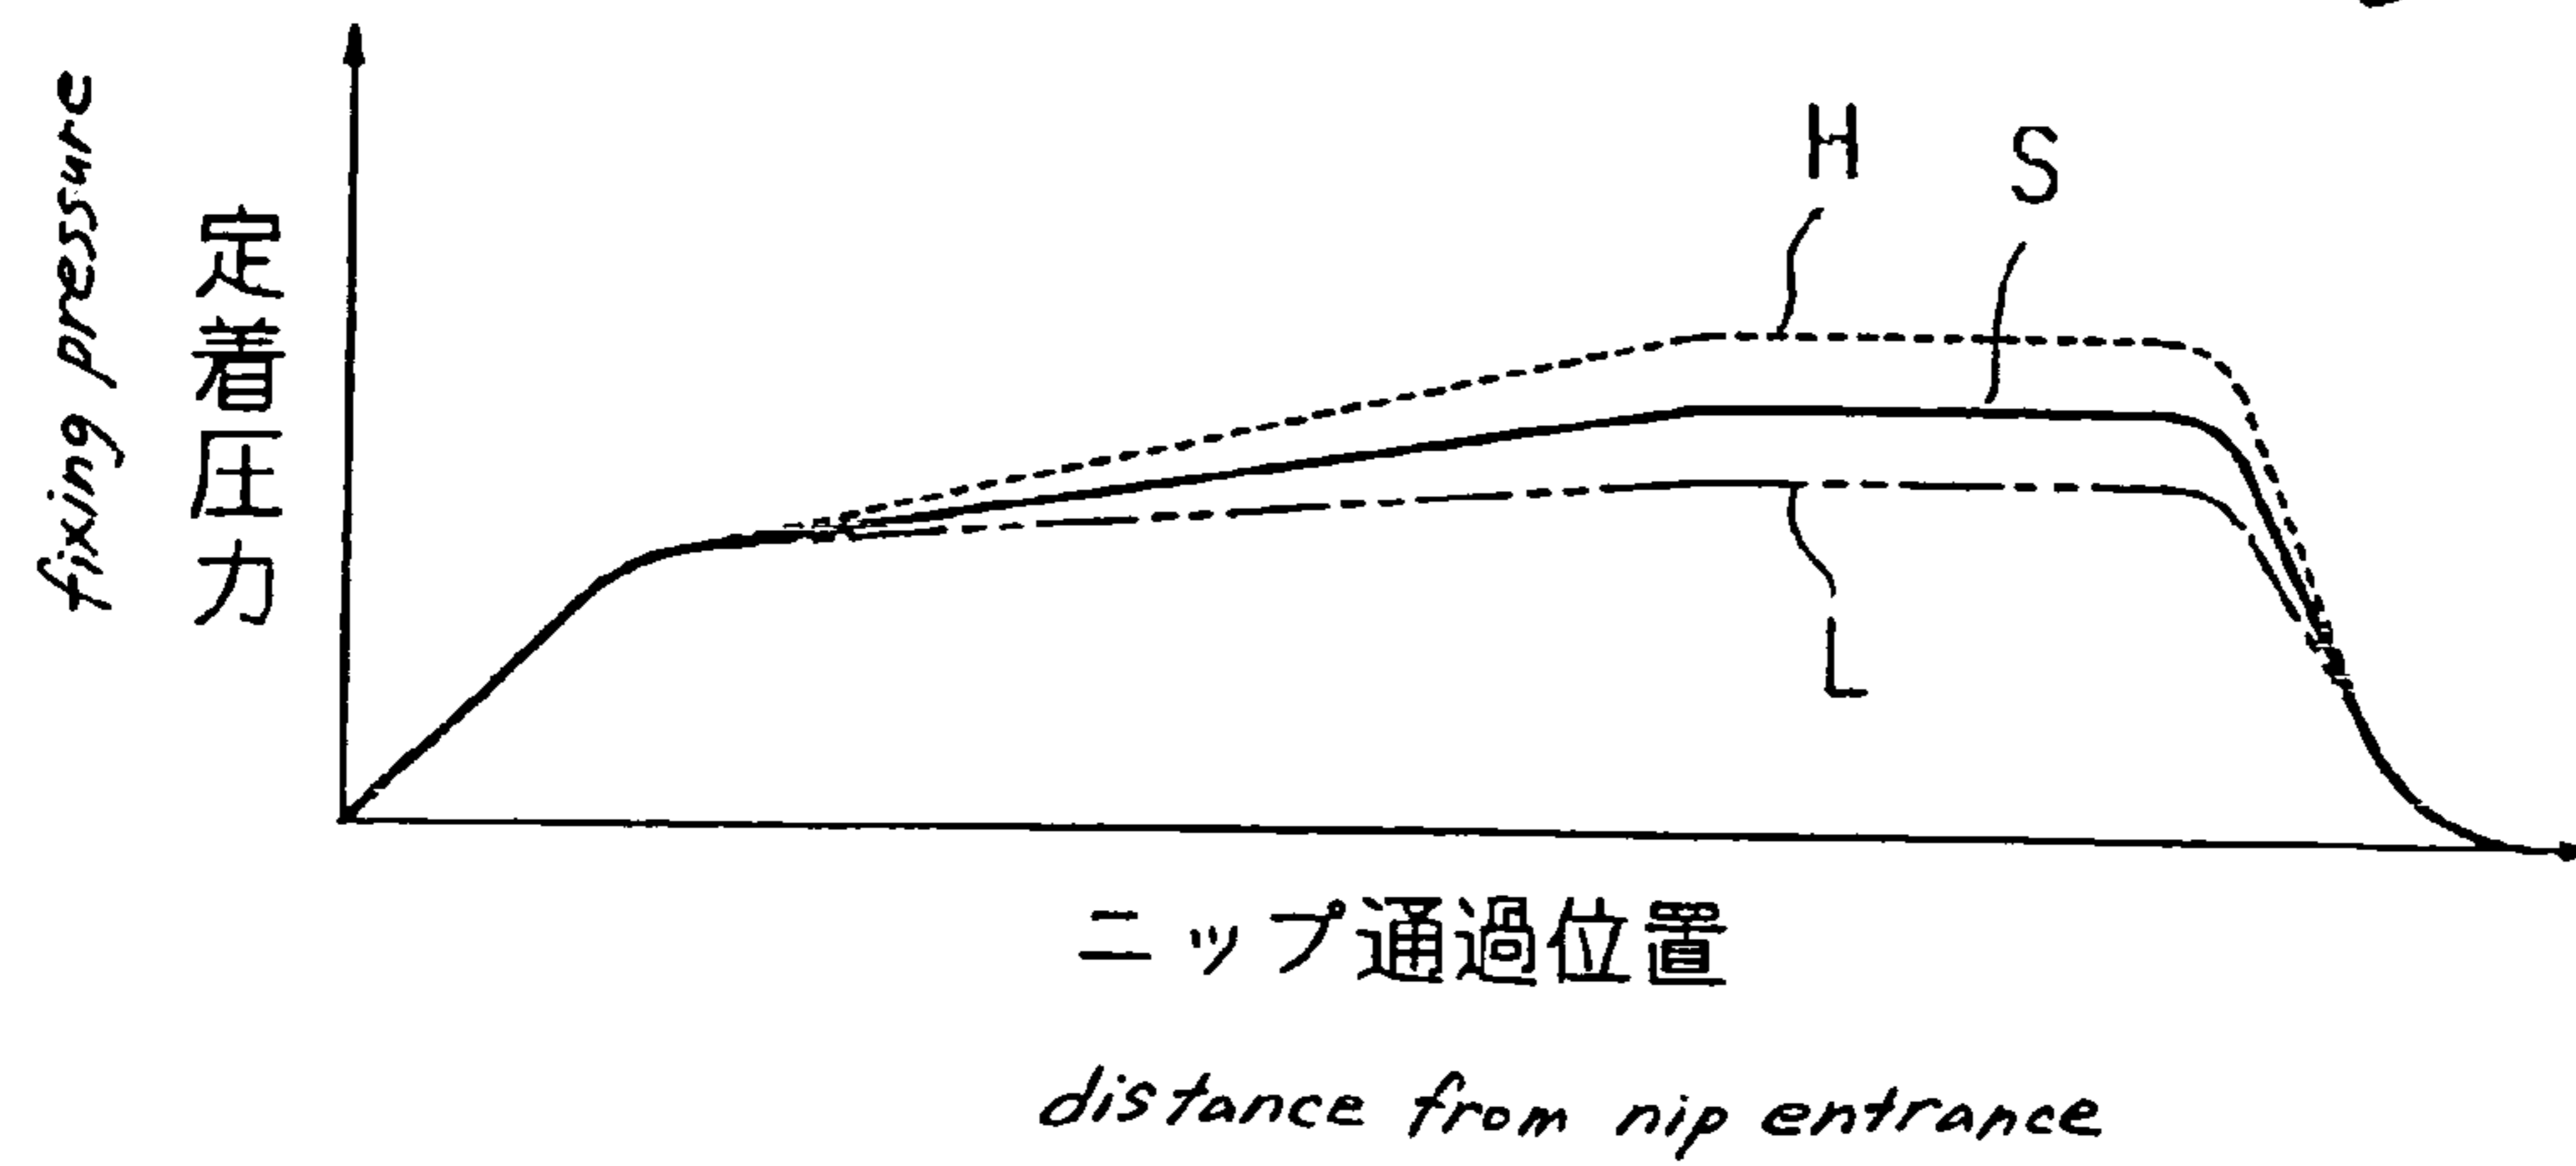 fixing pressure
定着圧力
H
S
L
ニップ通過位置
distance from nip entrance